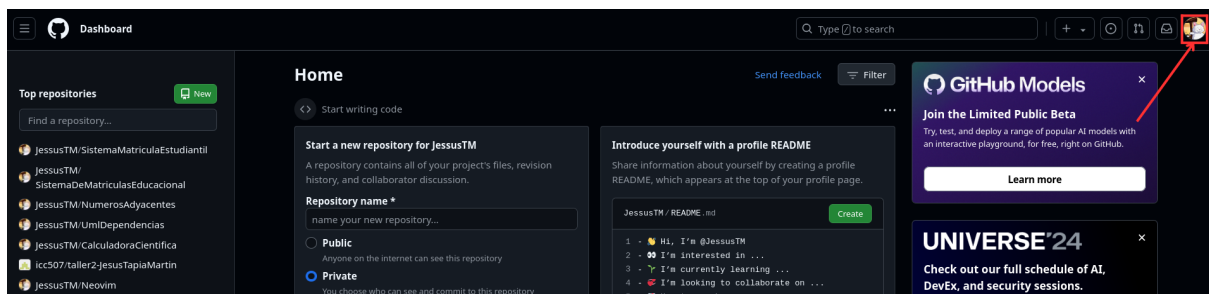 Dashboard
Type / to search
Top repositories
New
Find a repository...
JessusTM/SistemaMatriculaEstudiantil
JessusTM/
SistemaDeMatriculasEducacional
JessusTM/NumerosAdyacentes
JessusTM/UmlDependencias
JessusTM/CalculadoraCientifica
icc507/taller2-JesusTapiaMartin
JessusTM/Neovim
Home
Send feedback
Filter
Start writing code
Start a new repository for JessusTM
A repository contains all of your project's files, revision
history, and collaborator discussion.
Repository name *
name your new repository...
Public
Anyone on the internet can see this repository
Private
You choose who can see and commit to this repository
Introduce yourself with a profile README
Share information about yourself by creating a profile
README, which appears at the top of your profile page.
JessusTM / README.md
Create
1 - 👋 Hi, I'm @JessusTM
2 - 👀 I'm interested in ...
3 - 🌱 I'm currently learning ...
4 - 💞️ I'm looking to collaborate on ...
GitHub Models
Join the Limited Public Beta
Try, test, and deploy a range of popular AI models with
an interactive playground, for free, right on GitHub.
Learn more
UNIVERSE'24
Check out our full schedule of AI,
DevEx, and security sessions.